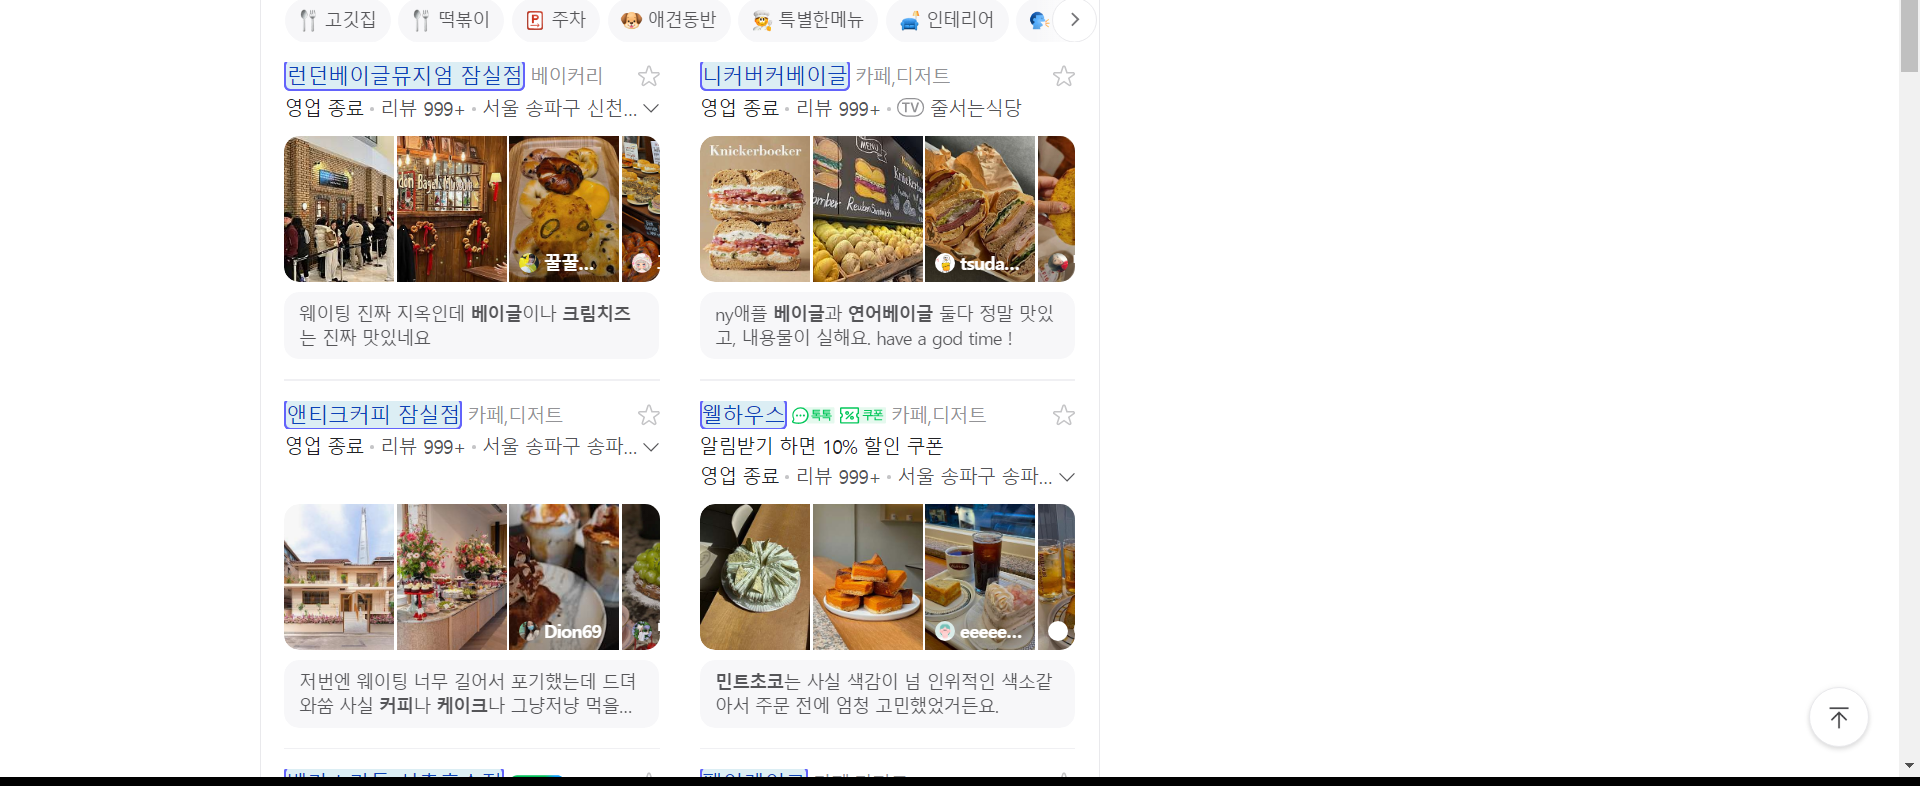 고깃집 떡볶이 주차 애견동반 특별한메뉴 인테리어
런던베이글뮤지엄 잠실점 베이커리
영업 종료 · 리뷰 999+ · 서울 송파구 신천...
꿀꿀...
웨이팅 진짜 지옥인데 베이글이나 크림치즈
는 진짜 맛있네요
니커버커베이글 카페,디저트
영업 종료 · 리뷰 999+ · TV 줄서는식당
Knickerbocker
MENU
Reuben Sandwich
tsuda...
ny애플 베이글과 연어베이글 둘다 정말 맛있
고, 내용물이 실해요. have a god time !
앤티크커피 잠실점 카페,디저트
영업 종료 · 리뷰 999+ · 서울 송파구 송파...
Dion69
저번엔 웨이팅 너무 길어서 포기했는데 드뎌
와쑴 사실 커피나 케이크나 그냥저냥 먹을...
웰하우스 톡톡 쿠폰 카페,디저트
알림받기 하면 10% 할인 쿠폰
영업 종료 · 리뷰 999+ · 서울 송파구 송파...
eeeee...
민트초코는 사실 색감이 넘 인위적인 색소같
아서 주문 전에 엄청 고민했었거든요.